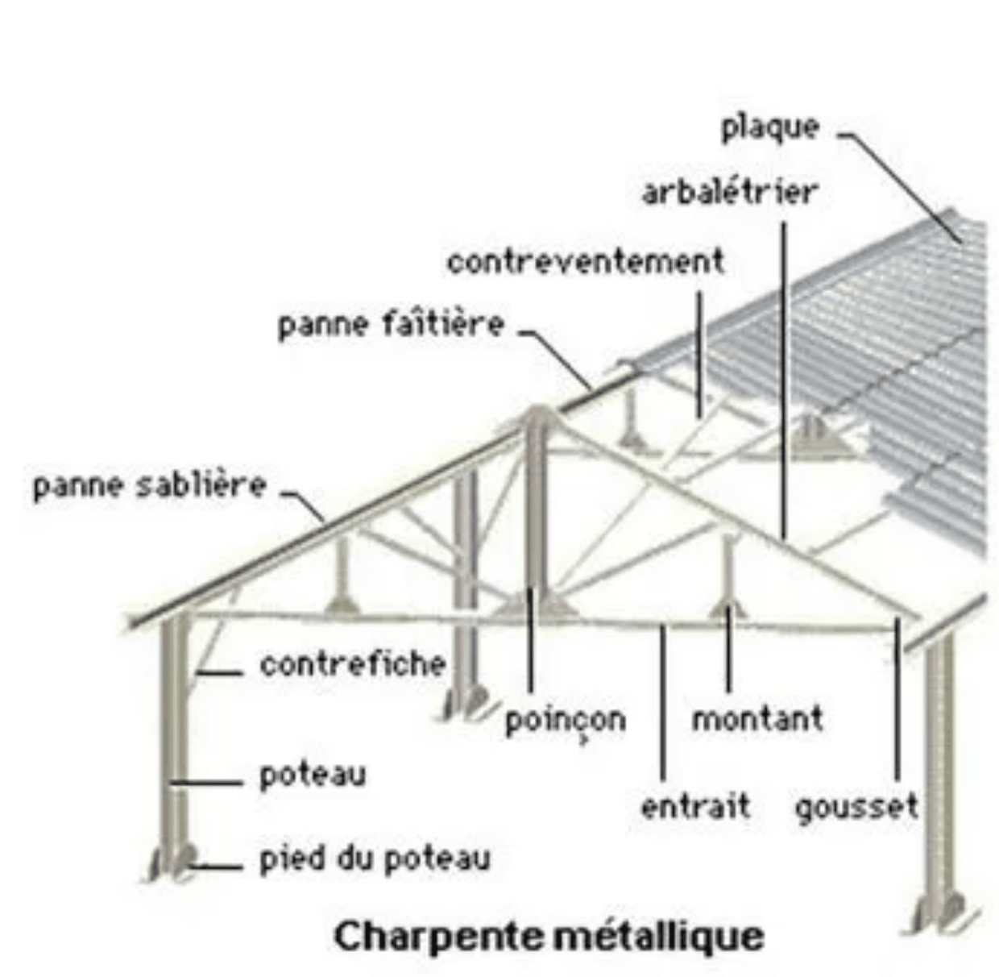 plaque
arbalétrier
contreventement
panne faîtière
panne sablière
contrefiche
poinçon
montant
poteau
entrait
gousset
pied du poteau
Charpente métallique